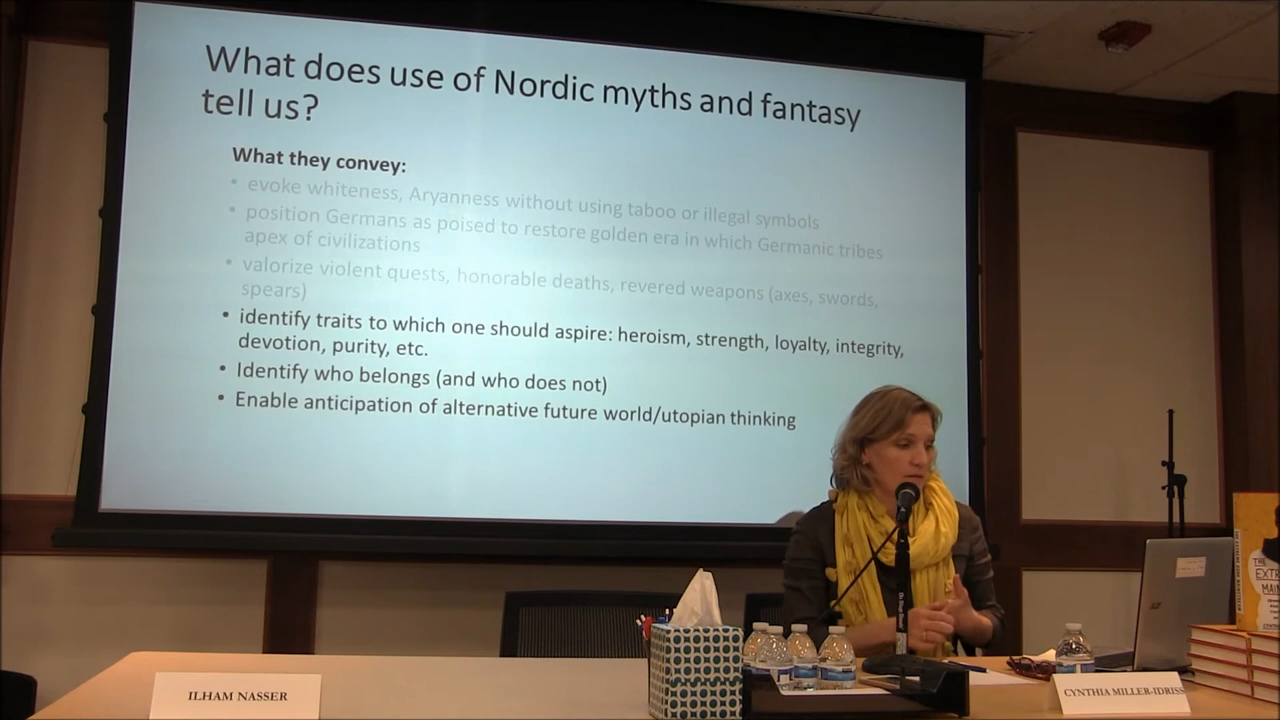 What does use of Nordic myths and fantasy
tell us?
What they convey:
• evoke whiteness, Aryanness without using taboo or illegal symbols
• position Germans as poised to restore golden era in which Germanic tribes
apex of civilizations
• valorize violent quests, honorable deaths, revered weapons (axes, swords,
spears)
• identify traits to which one should aspire: heroism, strength, loyalty, integrity,
devotion, purity, etc.
• Identify who belongs (and who does not)
• Enable anticipation of alternative future world/utopian thinking
ILHAM NASSER
CYNTHIA MILLER-IDRISS
THE
EXTR
MAIN